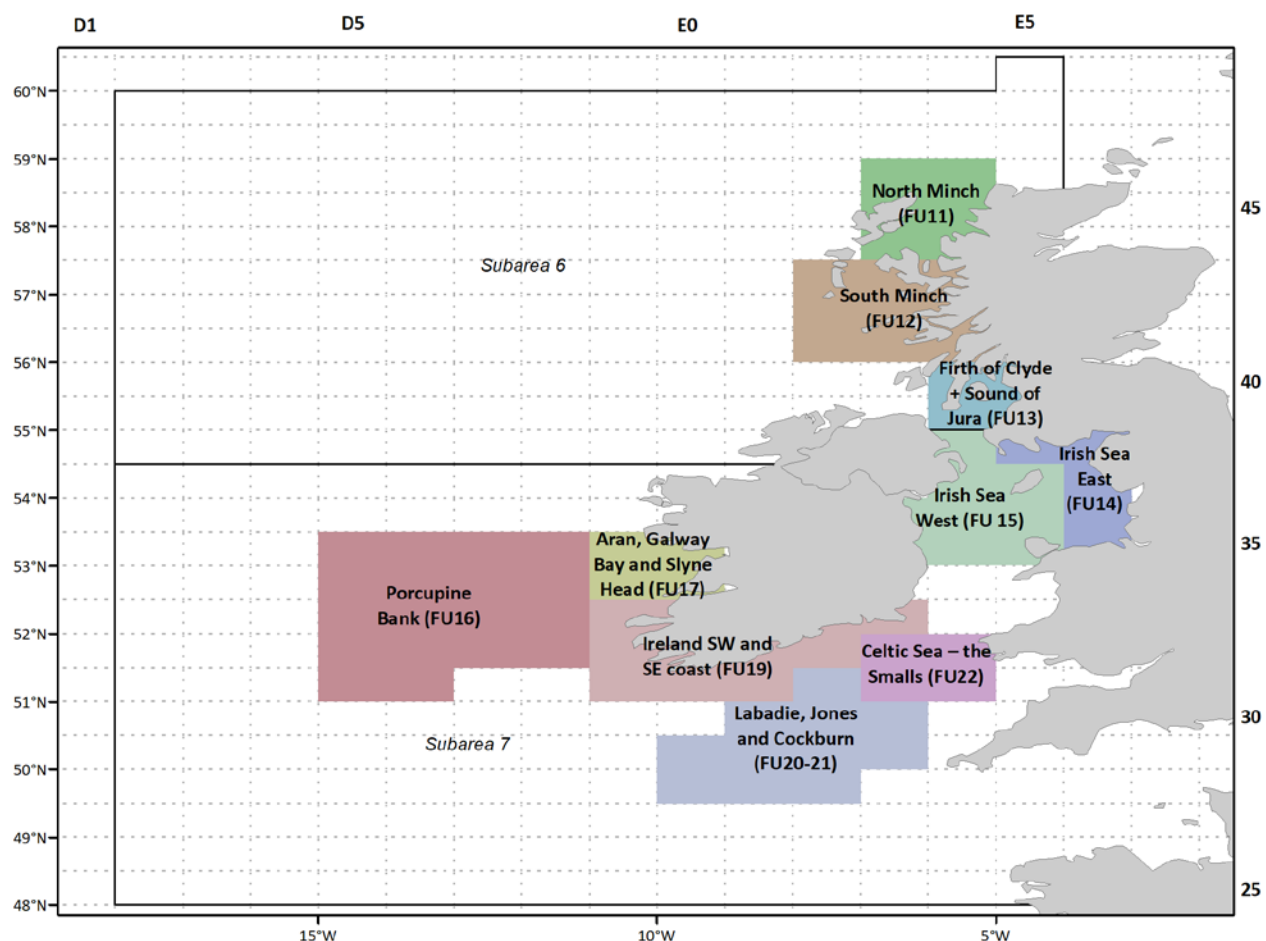 D1 D5 E0 E5
60°N
59°N
North Minch
(FU11)
45
58°N
Subarea 6
57°N
South Minch
(FU12)
56°N
40
Firth of Clyde
+ Sound of
Jura (FU13)
55°N
Irish Sea
East
(FU14)
54°N
Irish Sea
West (FU 15)
35
Aran, Galway
Bay and Slyne
Head (FU17)
53°N
Porcupine
Bank (FU16)
52°N
Ireland SW and
SE coast (FU19)
Celtic Sea – the
Smalls (FU22)
51°N
30
Labadie, Jones
and Cockburn
(FU20-21)
Subarea 7
50°N
49°N
25
48°N
15°W 10°W 5°W